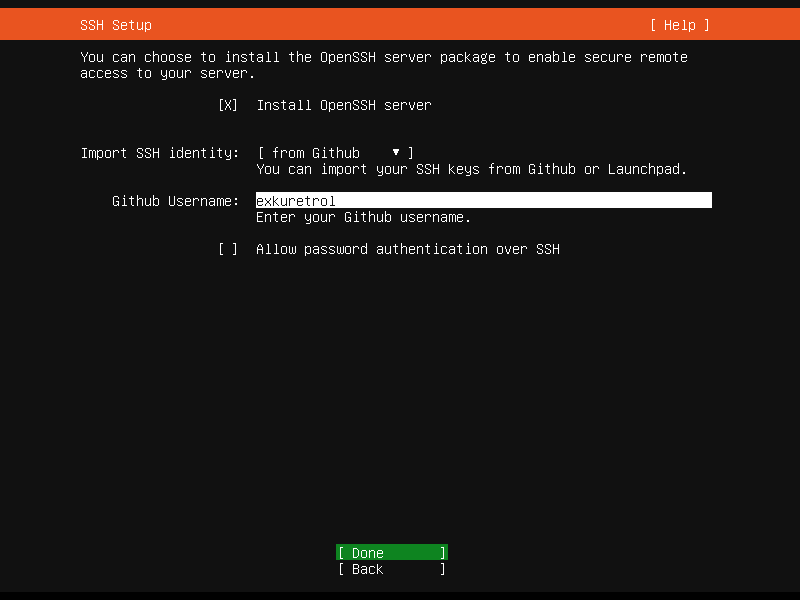 SSH Setup [ Help ]
You can choose to install the OpenSSH server package to enable secure remote
access to your server.
[X] Install OpenSSH server
Import SSH identity: [ from Github ▾ ]
You can import your SSH keys from Github or Launchpad.
Github Username: exkuretrol
Enter your Github username.
[ ] Allow password authentication over SSH
[ Done ]
[ Back ]